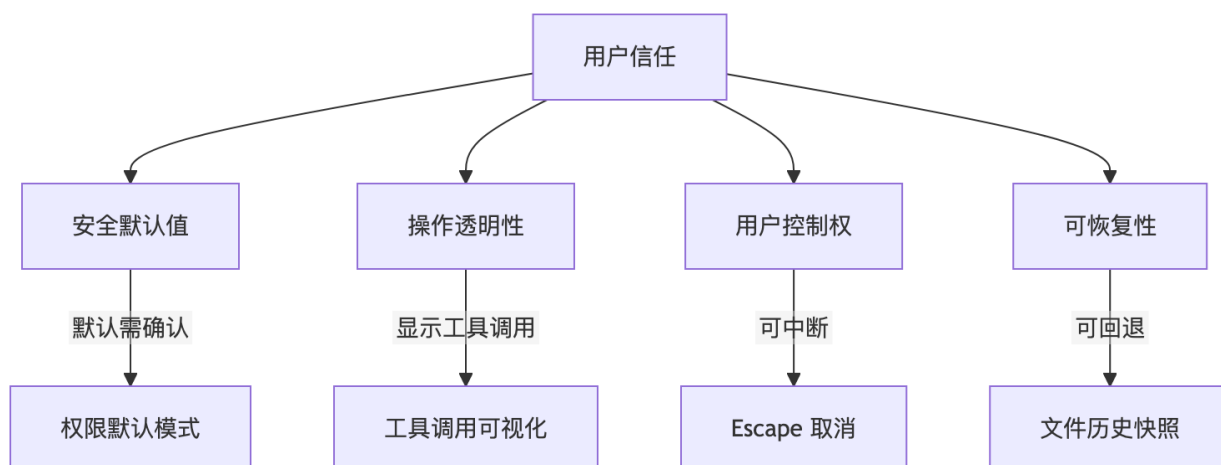 用户信任
安全默认值
操作透明性
用户控制权
可恢复性
默认需确认
显示工具调用
可中断
可回退
权限默认模式
工具调用可视化
Escape 取消
文件历史快照